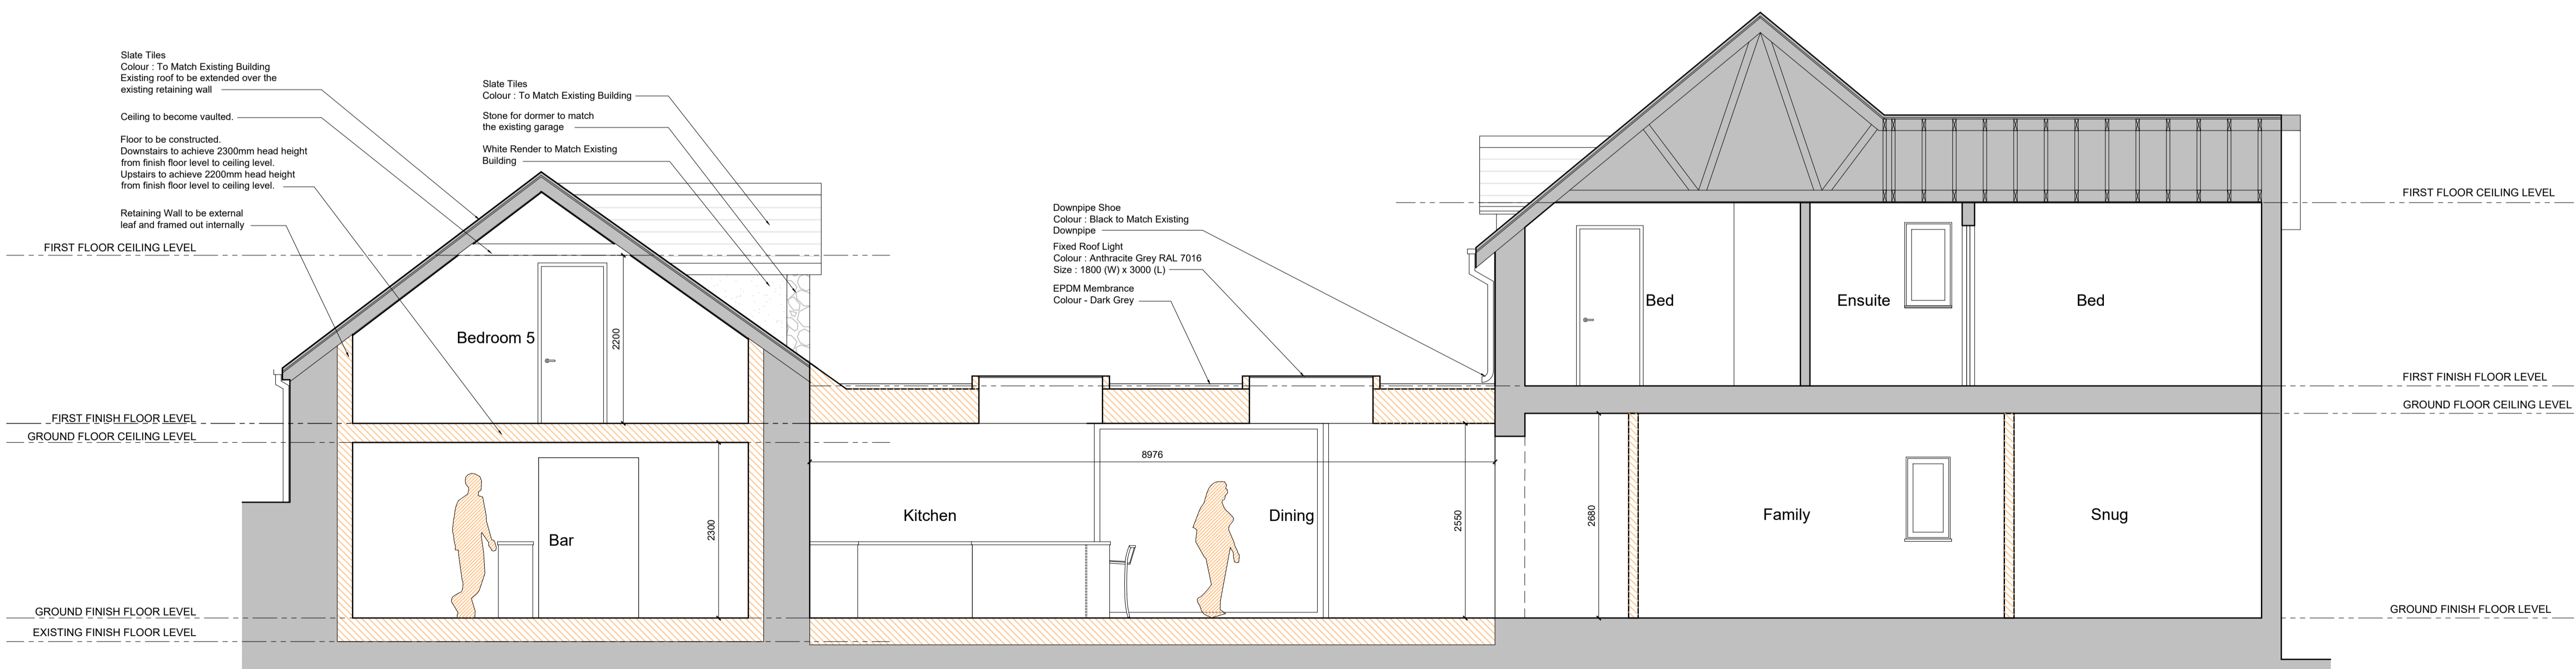 Slate Tiles
Colour : To Match Existing Building
Existing roof to be extended over the
existing retaining wall
Ceiling to become vaulted.
Floor to be constructed.
Downstairs to achieve 2300mm head height
from finish floor level to ceiling level.
Upstairs to achieve 2200mm head height
from finish floor level to ceiling level.
Retaining Wall to be external
leaf and framed out internally
FIRST FLOOR CEILING LEVEL
FIRST FINISH FLOOR LEVEL
GROUND FLOOR CEILING LEVEL
GROUND FINISH FLOOR LEVEL
EXISTING FINISH FLOOR LEVEL
Slate Tiles
Colour : To Match Existing Building
Stone for dormer to match
the existing garage
White Render to Match Existing
Building
Bedroom 5
2200
Bar
2300
Downpipe Shoe
Colour : Black to Match Existing
Downpipe
Fixed Roof Light
Colour : Anthracite Grey RAL 7016
Size : 1800 (W) x 3000 (L)
EPDM Membrance
Colour - Dark Grey
8976
Kitchen
Dining
2550
2680
Bed
Ensuite
Bed
Family
Snug
FIRST FLOOR CEILING LEVEL
FIRST FINISH FLOOR LEVEL
GROUND FLOOR CEILING LEVEL
GROUND FINISH FLOOR LEVEL